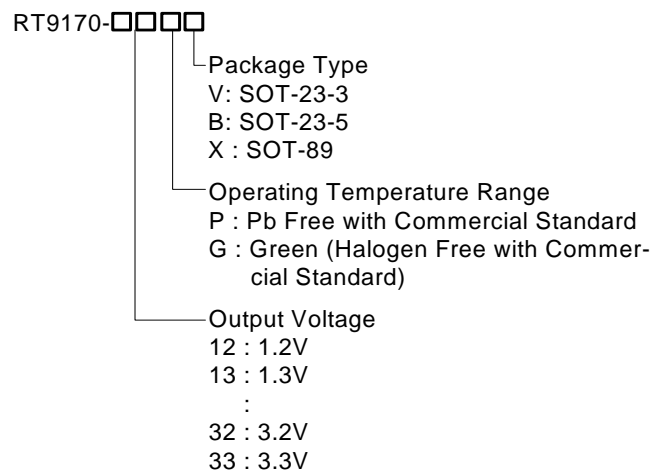 RT9170-□□□□
Package Type
V: SOT-23-3
B: SOT-23-5
X : SOT-89
Operating Temperature Range
P : Pb Free with Commercial Standard
G : Green (Halogen Free with Commer-
cial Standard)
Output Voltage
12 : 1.2V
13 : 1.3V
:
32 : 3.2V
33 : 3.3V